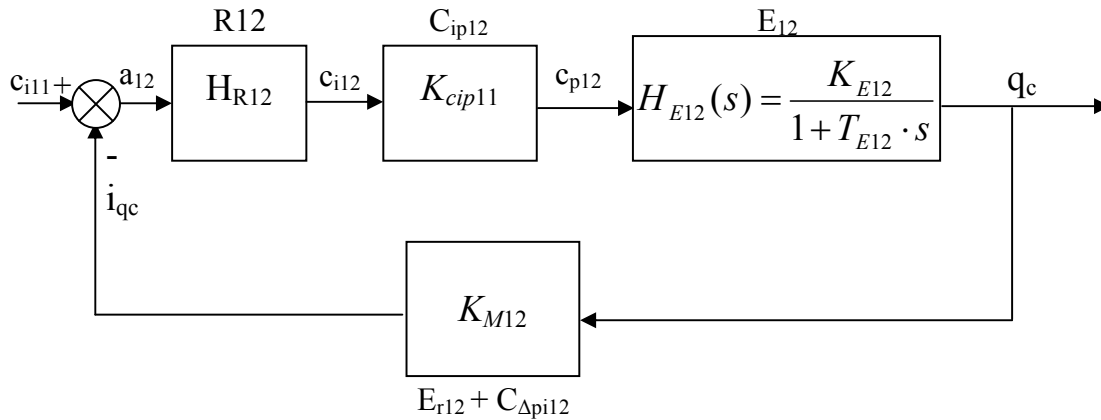 R12 C_ip12 E_12
c_i11+ a_12 H_R12 c_i12 K_cip11 c_p12 H_E12(s) = K_E12 / (1 + T_E12 · s) q_c
-
i_qc
K_M12
E_r12 + C_Δpi12